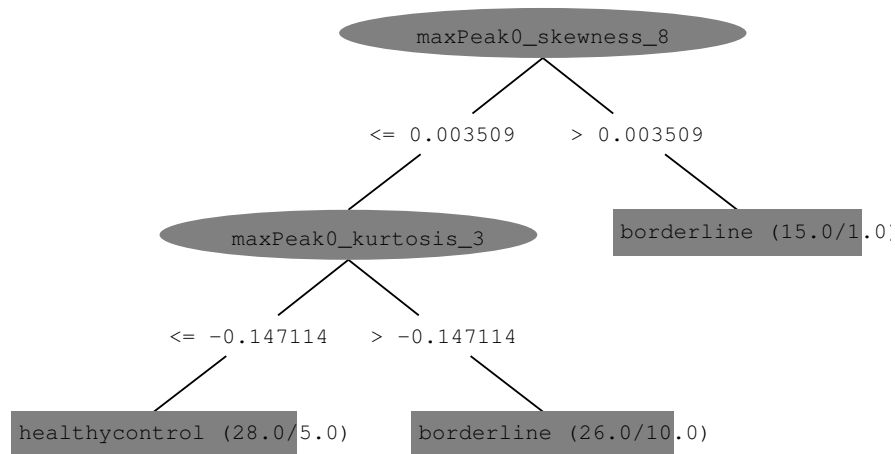 maxPeak0_skewness_8
<= 0.003509 > 0.003509
maxPeak0_kurtosis_3 borderline (15.0/1.0)
<= −0.147114 > −0.147114
healthycontrol (28.0/5.0) borderline (26.0/10.0)